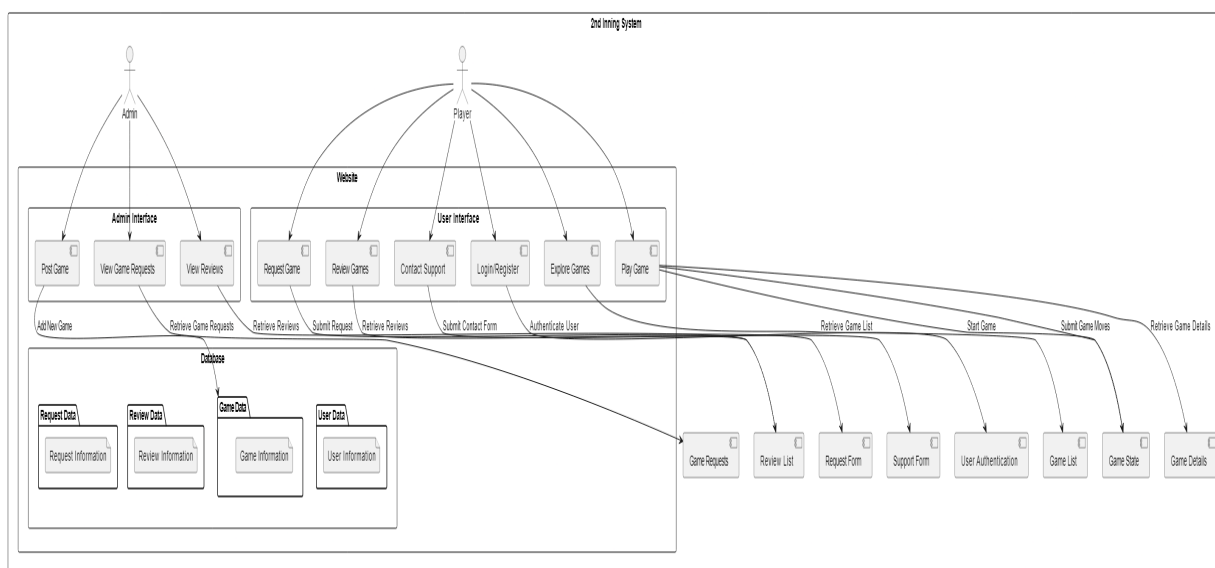 2nd Inning System
Admin
Player
Website
Admin Interface
User Interface
Post Game
View Game Requests
View Reviews
Request Game
Review Games
Contact Support
Login/Register
Explore Games
Play Game
Add New Game
Retrieve Game Requests
Retrieve Reviews
Submit Request
Retrieve Reviews
Submit Contact Form
Authenticate User
Retrieve Game List
Start Game
Submit Game Moves
Retrieve Game Details
Database
Request Data
Review Data
Game Data
User Data
Request Information
Review Information
Game Information
User Information
Game Requests
Review List
Request Form
Support Form
User Authentication
Game List
Game State
Game Details